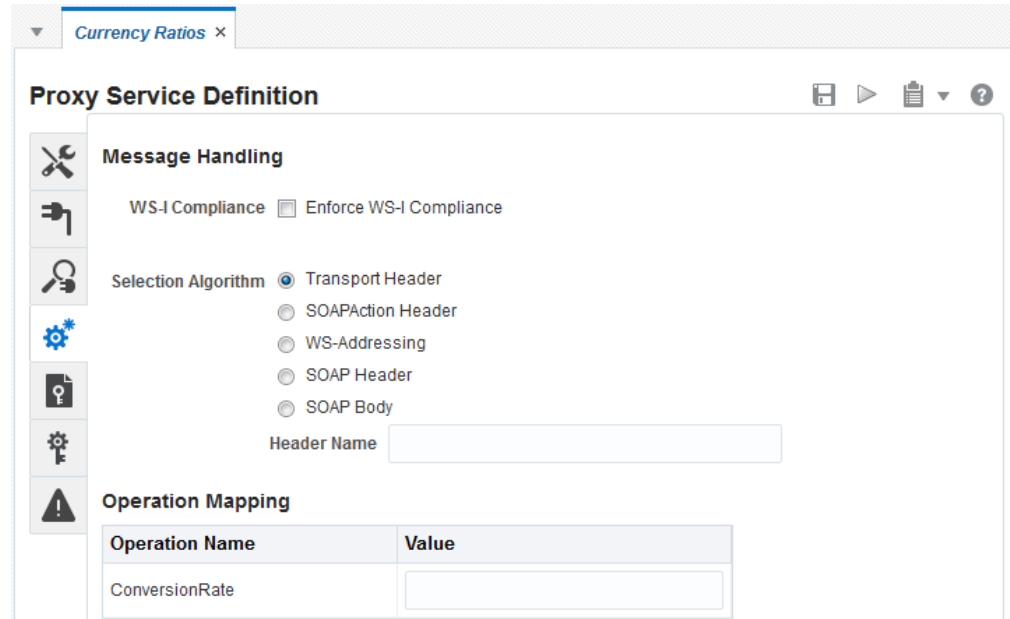 Currency Ratios ×
Proxy Service Definition
Message Handling
WS-I Compliance Enforce WS-I Compliance
Selection Algorithm Transport Header
SOAPAction Header
WS-Addressing
SOAP Header
SOAP Body
Header Name
Operation Mapping
Operation Name Value
ConversionRate